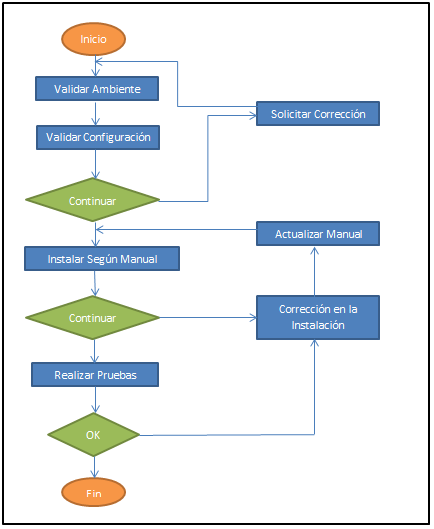 Inicio
Validar Ambiente
Solicitar Corrección
Validar Configuración
Continuar
Actualizar Manual
Instalar Según Manual
Continuar
Corrección en la
Instalación
Realizar Pruebas
OK
Fin